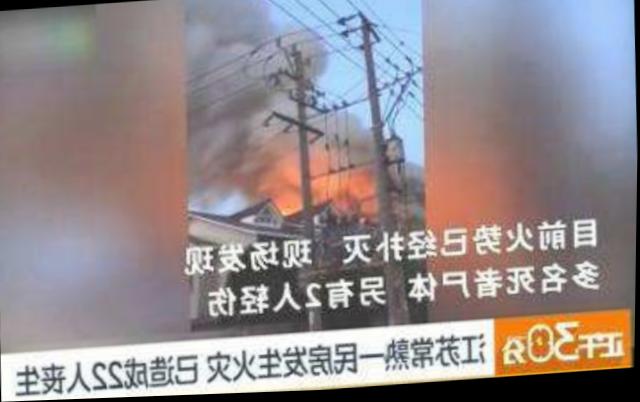 目前火势已经扑灭 现场发现
多名死者尸体 另有2人轻伤
正午30分
江苏常熟一民房发生火灾 已造成22人丧生